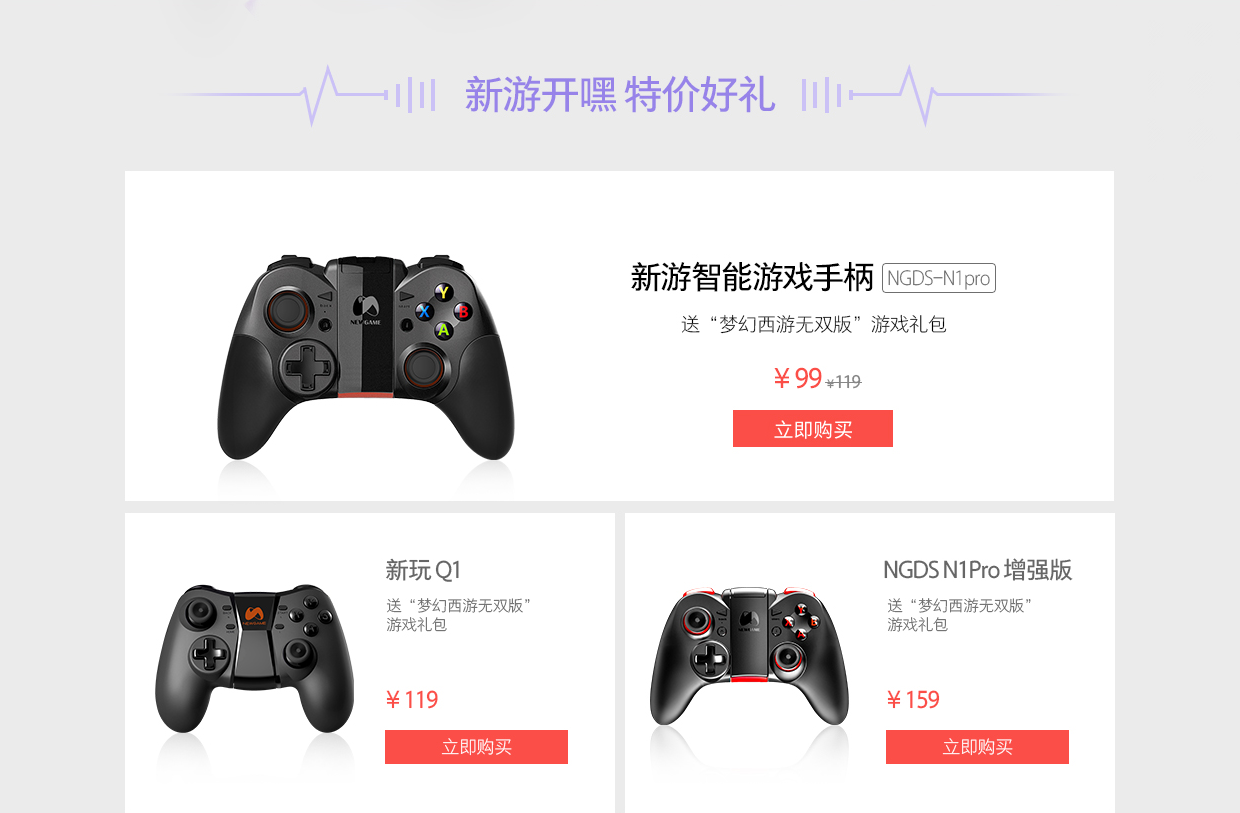 新游开嘿 特价好礼
新游智能游戏手柄 NGDS-N1pro
送“梦幻西游无双版”游戏礼包
¥ 99 ¥119
立即购买
Y
X B
A
NEWGAME
新玩 Q1
送“梦幻西游无双版”
游戏礼包
¥ 119
立即购买
NEWGAME
NGDS N1Pro 增强版
送“梦幻西游无双版”
游戏礼包
¥ 159
立即购买